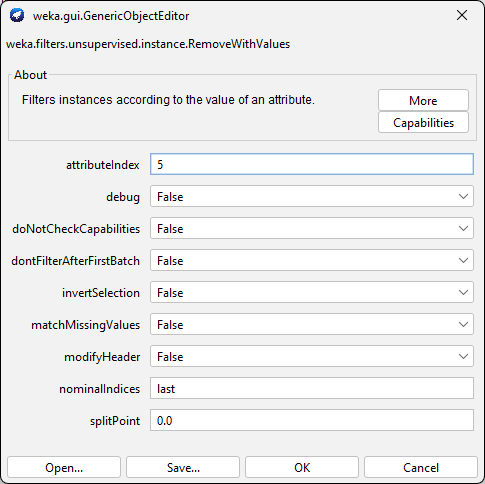 weka.gui.GenericObjectEditor
weka.filters.unsupervised.instance.RemoveWithValues
About
Filters instances according to the value of an attribute.
More
Capabilities
attributeIndex 5
debug False
doNotCheckCapabilities False
dontFilterAfterFirstBatch False
invertSelection False
matchMissingValues False
modifyHeader False
nominalIndices last
splitPoint 0.0
Open... Save... OK Cancel